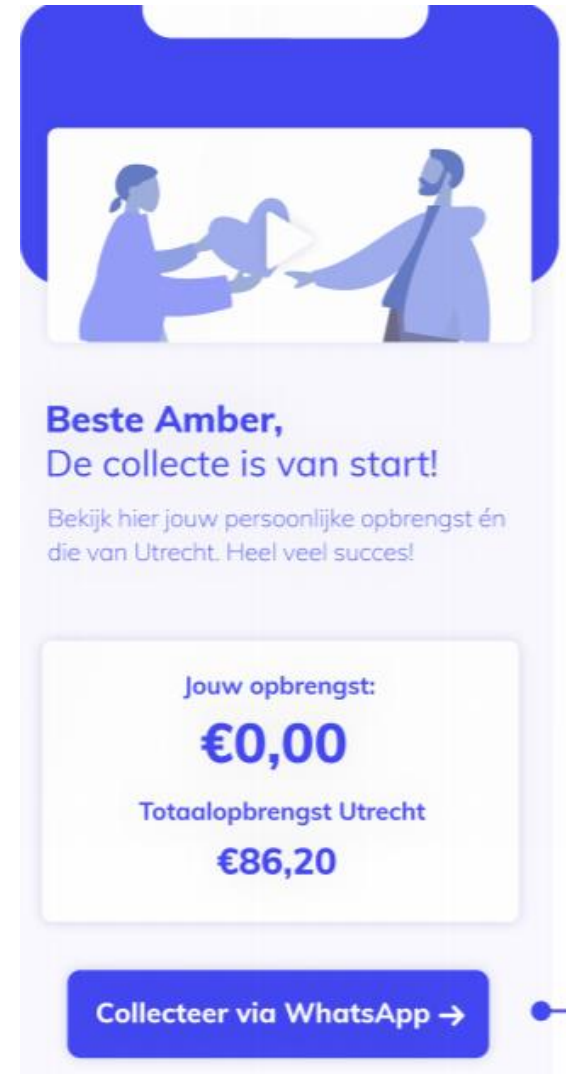 Beste Amber,
De collecte is van start!
Bekijk hier jouw persoonlijke opbrengst én
die van Utrecht. Heel veel succes!
Jouw opbrengst:
€0,00
Totaalopbrengst Utrecht
€86,20
Collecteer via WhatsApp →